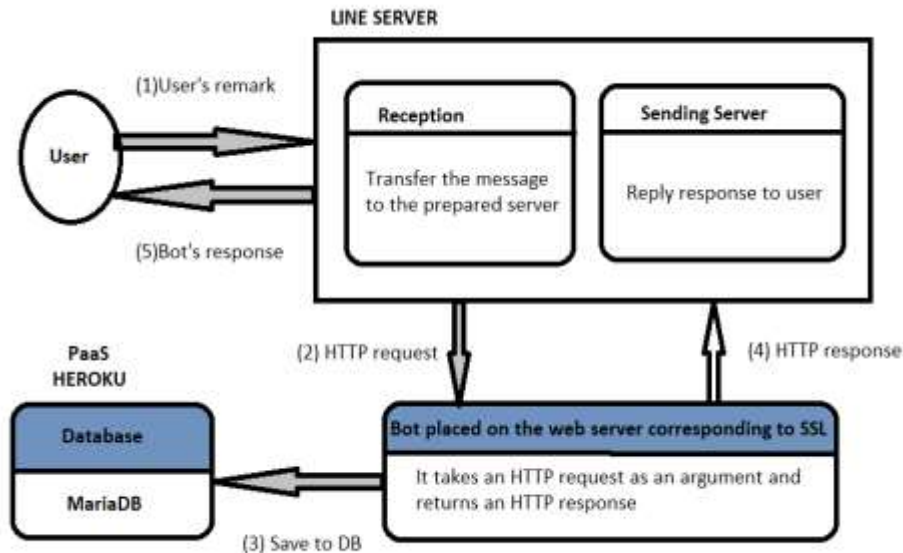 LINE SERVER
(1)User's remark
Reception
Sending Server
User
Transfer the message
to the prepared server
Reply response to user
(5)Bot's response
(2) HTTP request
(4) HTTP response
PaaS
HEROKU
Database
MariaDB
Bot placed on the web server corresponding to SSL
It takes an HTTP request as an argument and
returns an HTTP response
(3) Save to DB